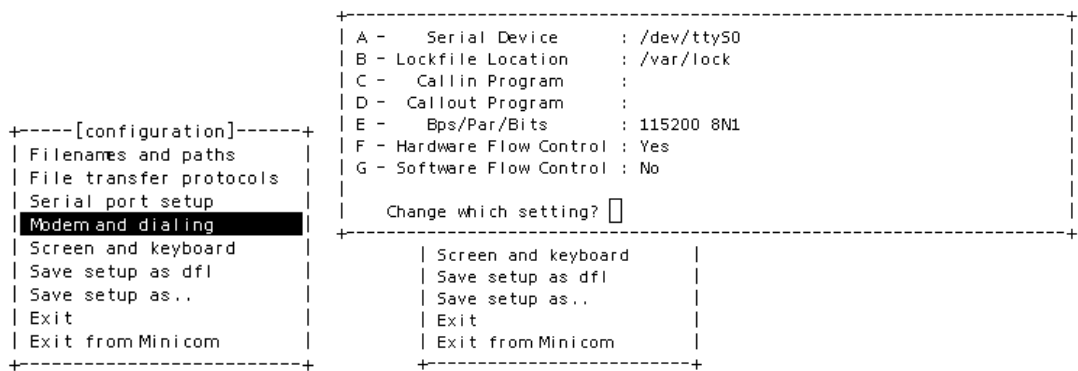 +-----[configuration]------+
| Filenames and paths |
| File transfer protocols |
| Serial port setup |
| Modem and dialing |
| Screen and keyboard |
| Save setup as dfl |
| Save setup as.. |
| Exit |
| Exit from Minicom |
+--------------------------+
+-----------------------------------------------------------------------+
| A - Serial Device : /dev/ttyS0 |
| B - Lockfile Location : /var/lock |
| C - Callin Program : |
| D - Callout Program : |
| E - Bps/Par/Bits : 115200 8N1 |
| F - Hardware Flow Control : Yes |
| G - Software Flow Control : No |
| |
| Change which setting? |
+-----------------------------------------------------------------------+
| Screen and keyboard |
| Save setup as dfl |
| Save setup as.. |
| Exit |
| Exit from Minicom |
+--------------------------+